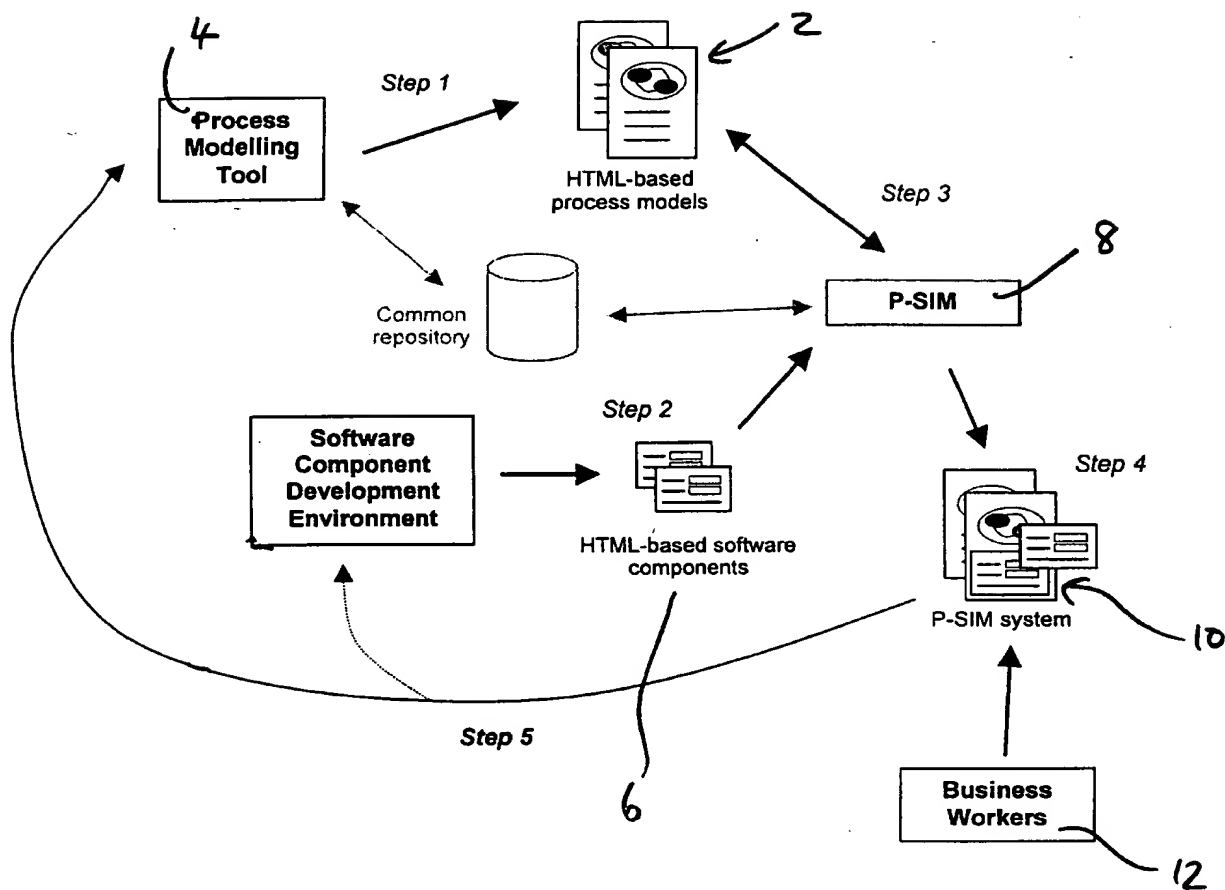 4
2
Step 1
Process
Modelling
Tool
HTML-based
process models
Step 3
8
P-SIM
Common
repository
Step 2
Software
Component
Development
Environment
Step 4
HTML-based software
components
P-SIM system
10
Step 5
6
Business
Workers
12